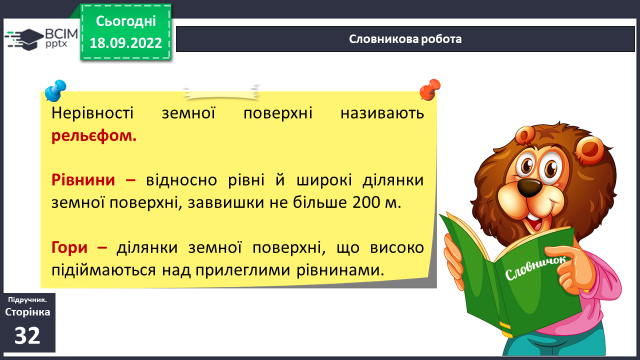 Сьогодні
18.09.2022
BCIM
pptx
Словникова робота
Нерівності земної поверхні називають
рельєфом.
Рівнини – відносно рівні й широкі ділянки
земної поверхні, заввишки не більше 200 м.
Гори – ділянки земної поверхні, що високо
підіймаються над прилеглими рівнинами.
Словничок
Підручник.
Сторінка
32